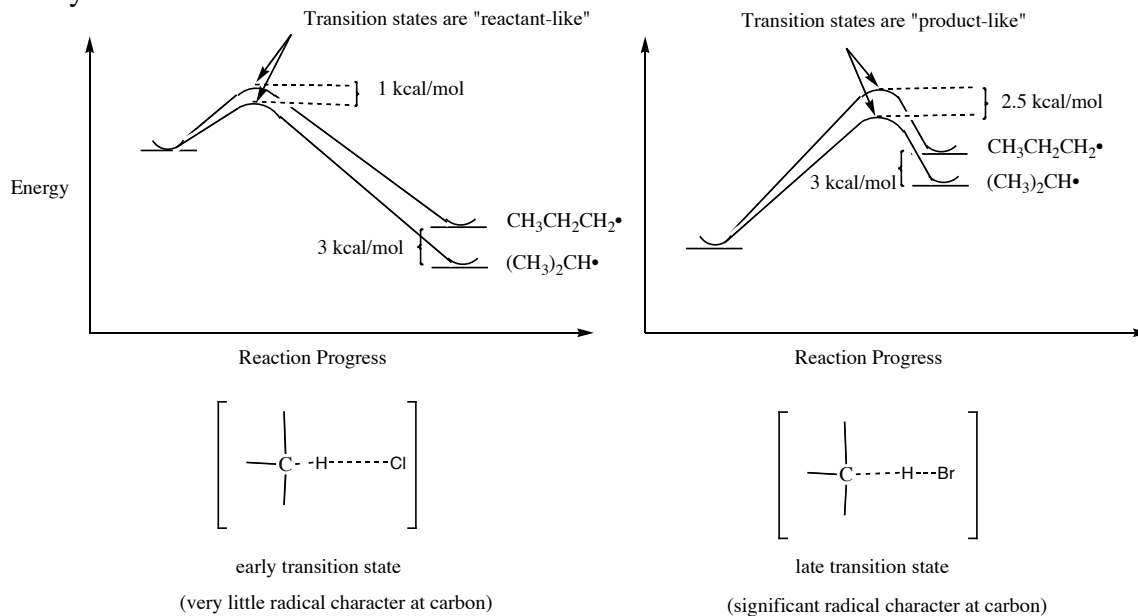 Transition states are "reactant-like"
1 kcal/mol
Energy
CH3CH2CH2•
3 kcal/mol
(CH3)2CH•
Reaction Progress
C H Cl
early transition state
(very little radical character at carbon)
Transition states are "product-like"
2.5 kcal/mol
CH3CH2CH2•
3 kcal/mol
(CH3)2CH•
Reaction Progress
C H Br
late transition state
(significant radical character at carbon)